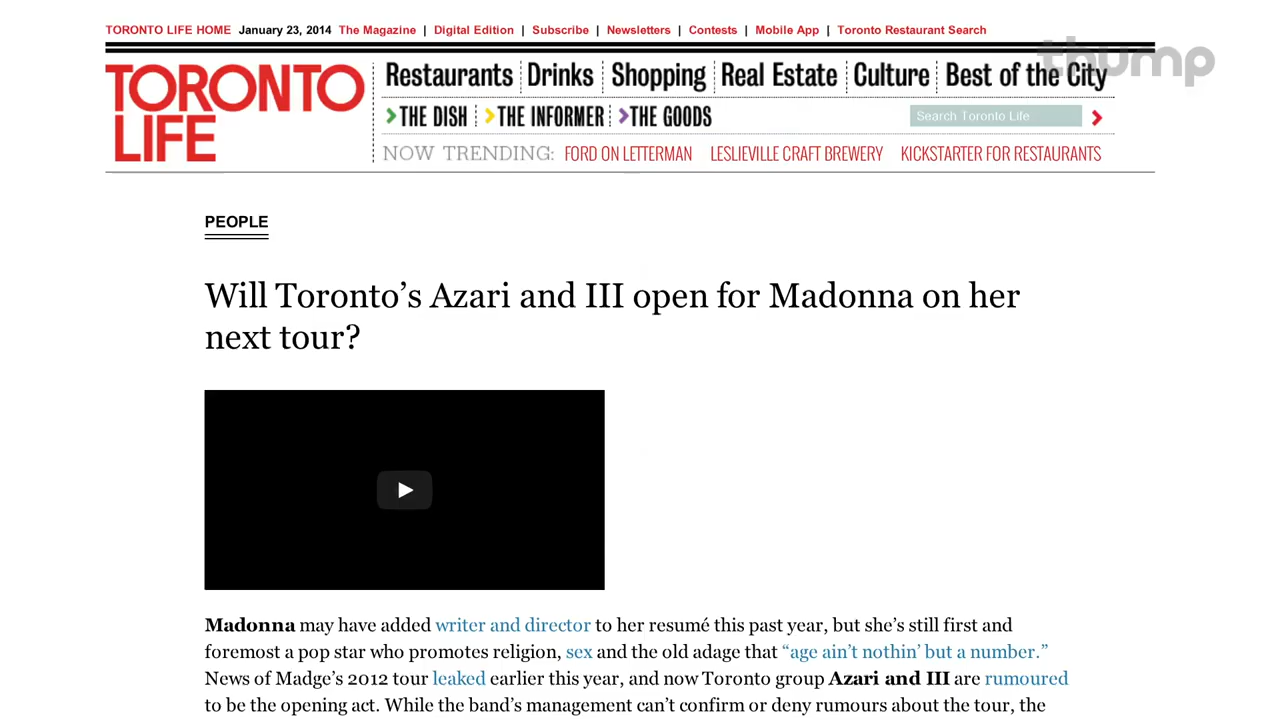 TORONTO LIFE HOME January 23, 2014 The Magazine | Digital Edition | Subscribe | Newsletters | Contests | Mobile App | Toronto Restaurant Search
thump
TORONTO LIFE
Restaurants Drinks Shopping Real Estate Culture Best of the City
THE DISH THE INFORMER THE GOODS
Search Toronto Life
NOW TRENDING: FORD ON LETTERMAN LESLIEVILLE CRAFT BREWERY KICKSTARTER FOR RESTAURANTS
PEOPLE
Will Toronto’s Azari and III open for Madonna on her
next tour?
Madonna may have added writer and director to her resumé this past year, but she’s still first and
foremost a pop star who promotes religion, sex and the old adage that “age ain’t nothin’ but a number.”
News of Madge’s 2012 tour leaked earlier this year, and now Toronto group Azari and III are rumoured
to be the opening act. While the band’s management can’t confirm or deny rumours about the tour, the